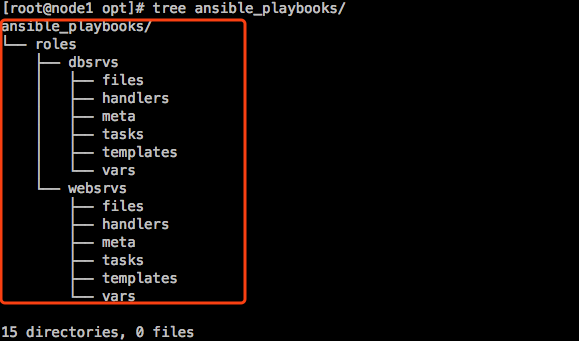 [root@node1 opt]# tree ansible_playbooks/
ansible_playbooks/
└── roles
    ├── dbsrvs
    │   ├── files
    │   ├── handlers
    │   ├── meta
    │   ├── tasks
    │   ├── templates
    │   └── vars
    └── websrvs
        ├── files
        ├── handlers
        ├── meta
        ├── tasks
        ├── templates
        └── vars

15 directories, 0 files